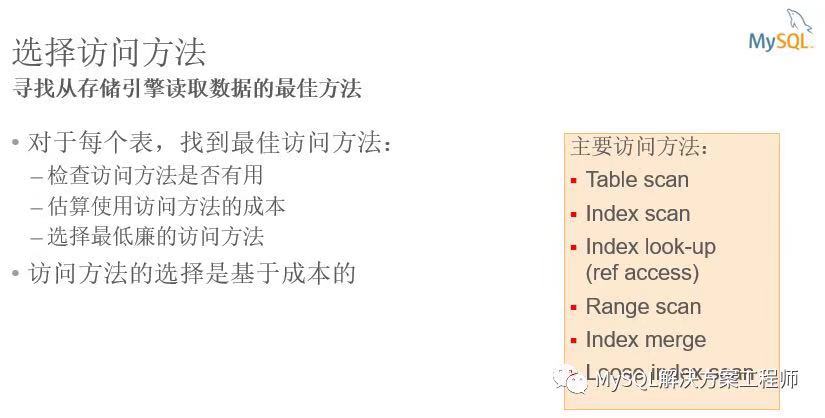 选择访问方法
MySQL
寻找从存储引擎读取数据的最佳方法
• 对于每个表，找到最佳访问方法：
–检查访问方法是否有用
–估算使用访问方法的成本
–选择最低廉的访问方法
• 访问方法的选择是基于成本的
主要访问方法：
Table scan
Index scan
Index look-up
(ref access)
Range scan
Index merge
Loose index scan
MySQL解决方案工程师